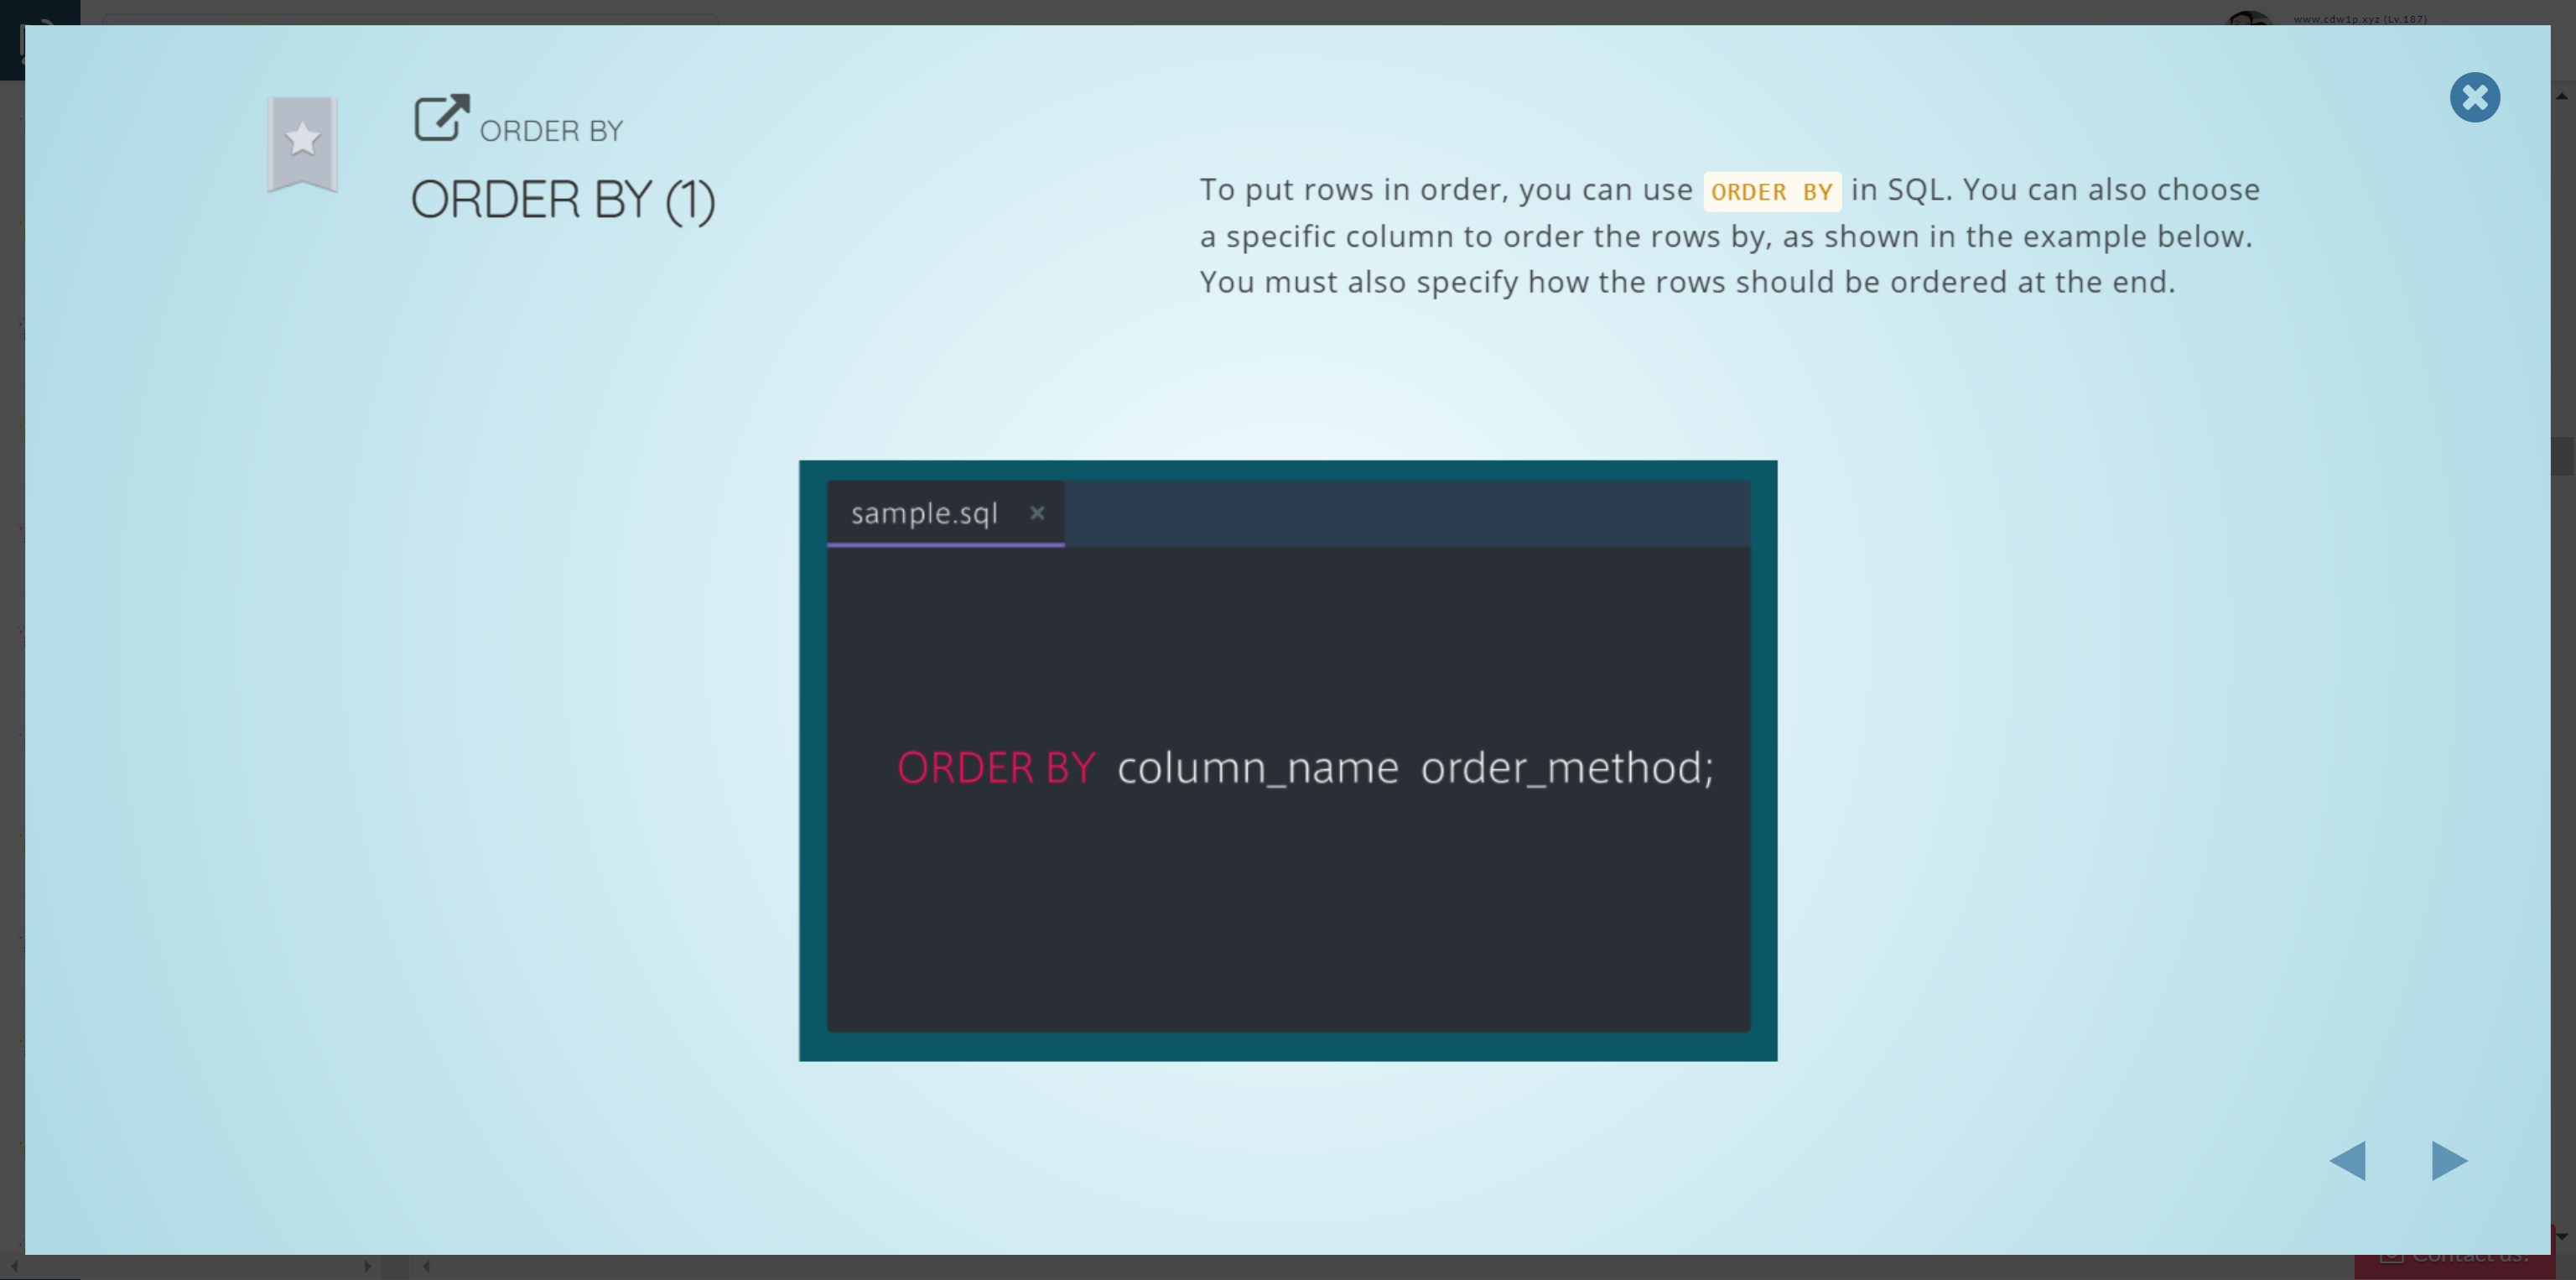 www.cdw1p.xyz (Lv.187)
ORDER BY
ORDER BY (1)
To put rows in order, you can use ORDER BY in SQL. You can also choose
a specific column to order the rows by, as shown in the example below.
You must also specify how the rows should be ordered at the end.
sample.sql ×
ORDER BY column_name order_method;
Contact us!